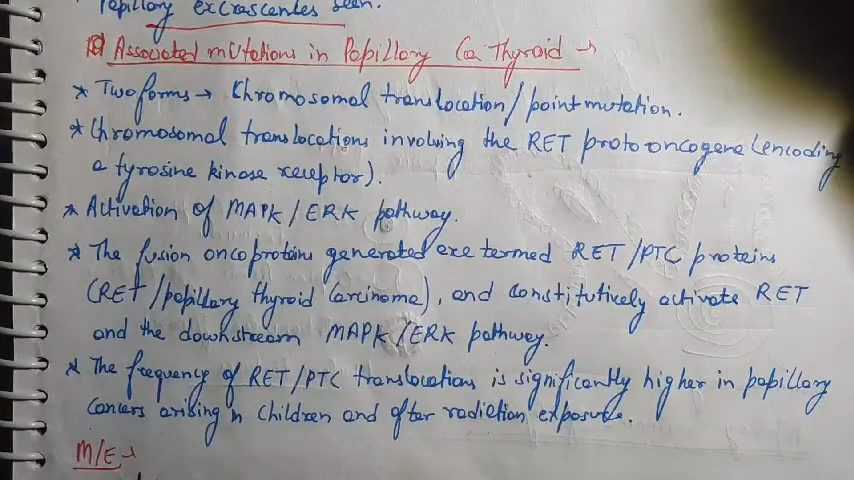 Papillary excrescentes seen.
Associated mutations in Papillary Ca Thyroid →
* Two forms → Chromosomal translocation/point mutation.
* Chromosomal translocations involving the RET protooncogene (encoding
a tyrosine kinase receptor).
* Activation of MAPK/ERK pathway.
* The fusion oncoproteins generated are termed RET/PTC proteins
(RET/papillary thyroid Carcinoma), and constitutively activate RET
and the downstream MAPK/ERK pathway.
* The frequency of RET/PTC translocations is significantly higher in papillary
Cancers arising in children and after radiation exposure.
M/E →